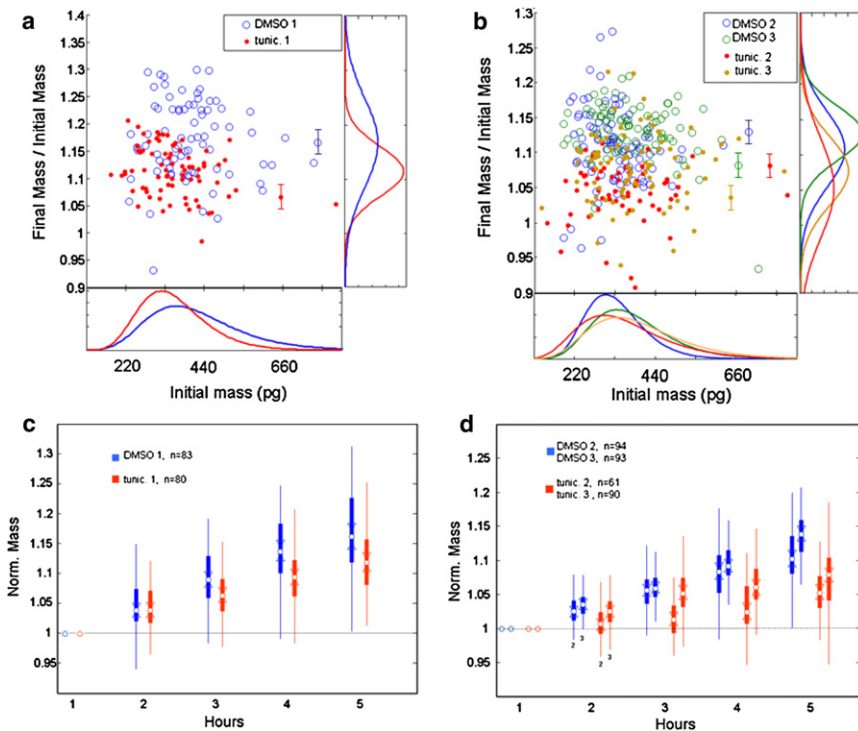 a
DMSO 1
tunic. 1
Final Mass / Initial Mass
1.4
1.35
1.3
1.25
1.2
1.15
1.1
1.05
1
0.95
0.9
220
440
660
Initial mass (pg)
b
DMSO 2
DMSO 3
tunic. 2
tunic. 3
Final Mass / Initial Mass
1.3
1.25
1.2
1.15
1.1
1.05
1
0.95
0.9
220
440
660
Initial mass (pg)
c
DMSO 1, n=83
tunic. 1, n=80
Norm. Mass
1.3
1.25
1.2
1.15
1.1
1.05
1
0.95
1
2
3
4
5
Hours
d
DMSO 2, n=94
DMSO 3, n=93
tunic. 2, n=61
tunic. 3, n=90
Norm. Mass
1.25
1.2
1.15
1.1
1.05
1
0.95
2
3
2
3
1
2
3
4
5
Hours